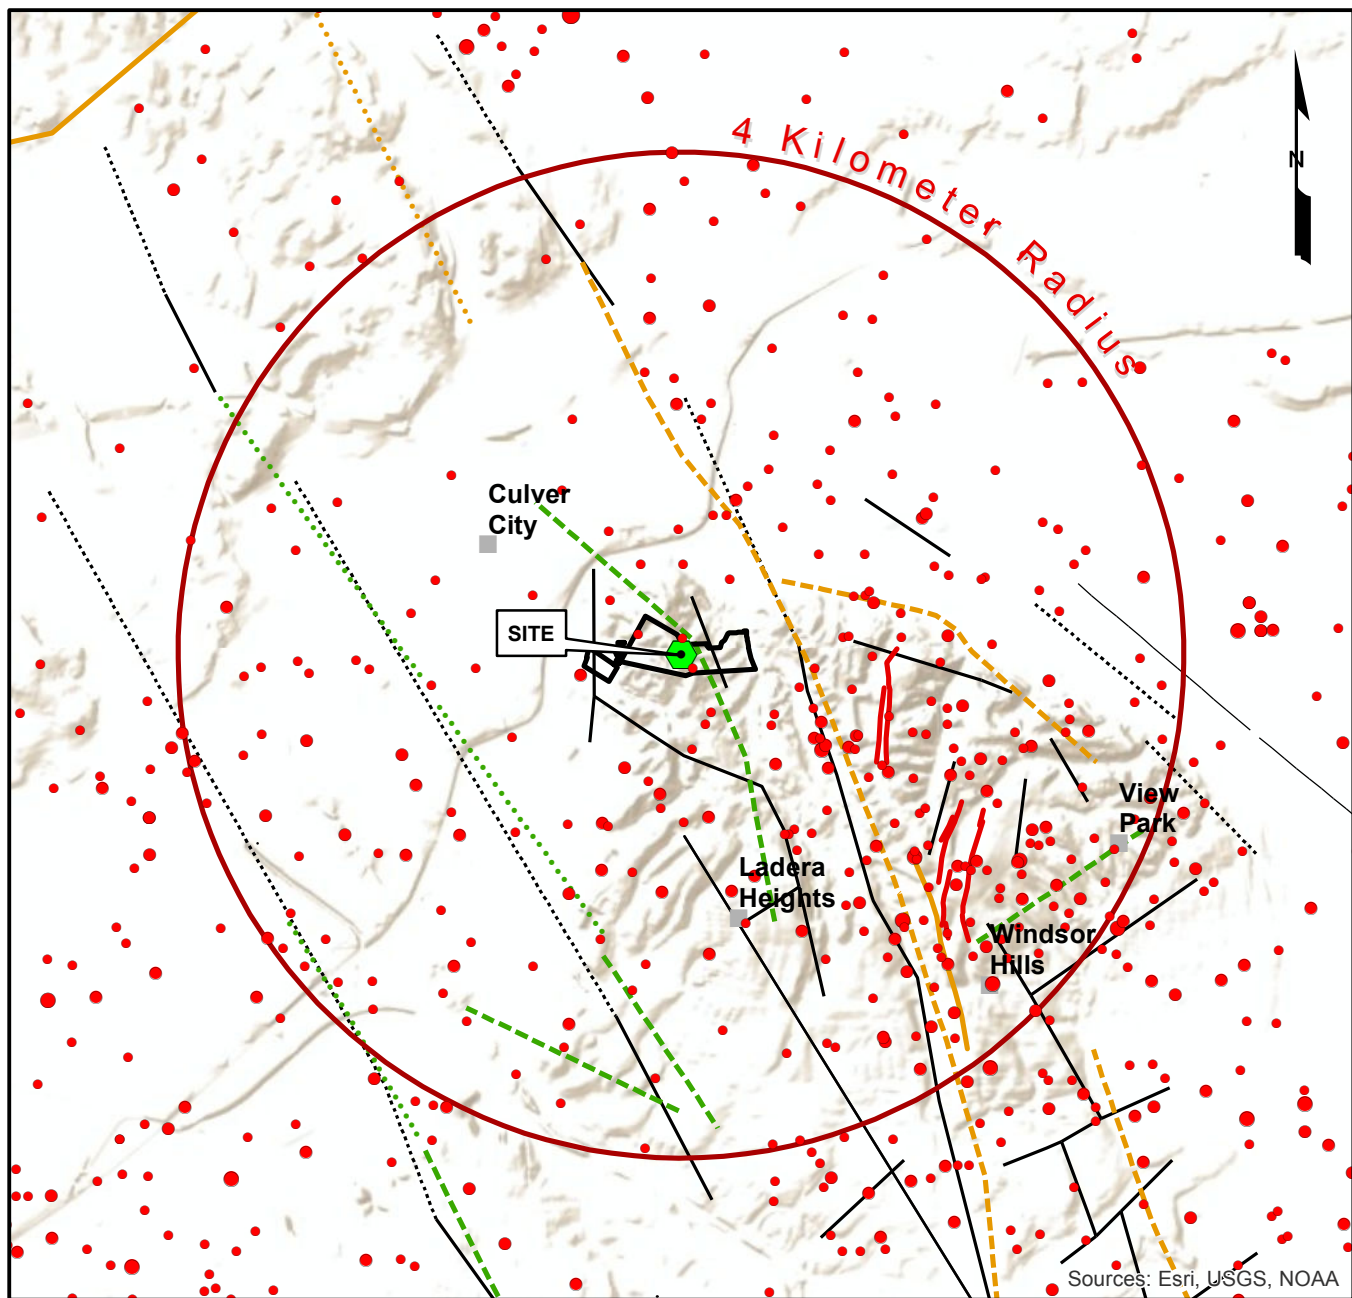 4 Kilometer Radius
N
Culver
City
SITE
View
Park
Ladera
Heights
Windsor
Hills
Sources: Esri, USGS, NOAA